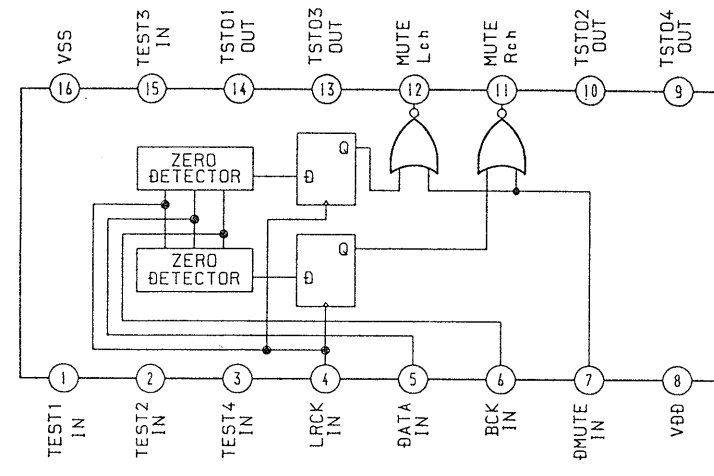 VSS
TEST3
IN
TSTO1
OUT
TSTO3
OUT
MUTE
Lch
MUTE
Rch
TSTO2
OUT
TSTO4
OUT
16
15
14
13
12
11
10
9
ZERO
DETECTOR
D
Q
ZERO
DETECTOR
D
Q
1
2
3
4
5
6
7
8
TEST1
IN
TEST2
IN
TEST4
IN
LRCK
IN
DATA
IN
BCK
IN
DMUTE
IN
VDD